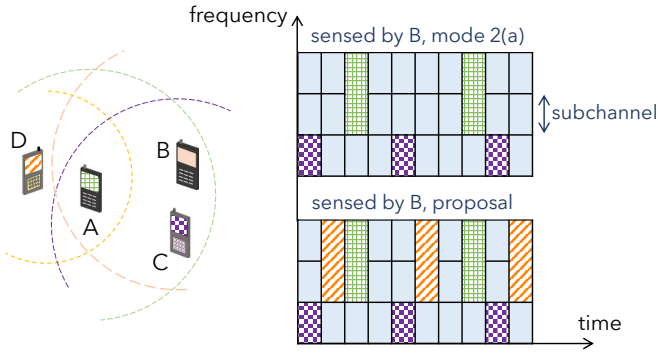 frequency
sensed by B, mode 2(a)
subchannel
D
B
A
C
sensed by B, proposal
time